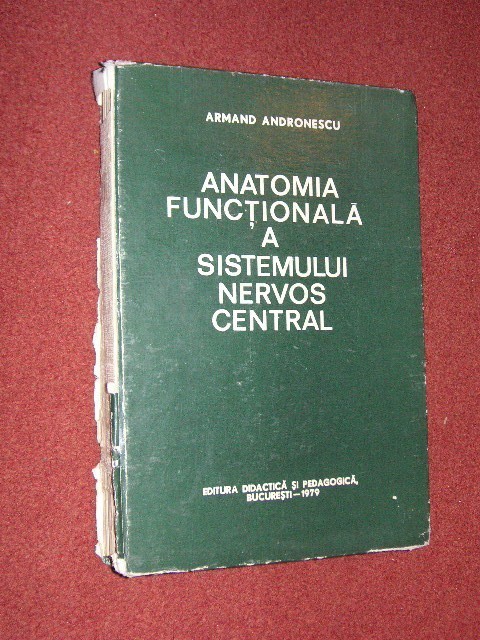 ARMAND ANDRONESCU
ANATOMIA
FUNCȚIONALĂ
A
SISTEMULUI
NERVOS
CENTRAL
EDITURA DIDACTICĂ ȘI PEDAGOGICĂ,
BUCUREȘTI—1979